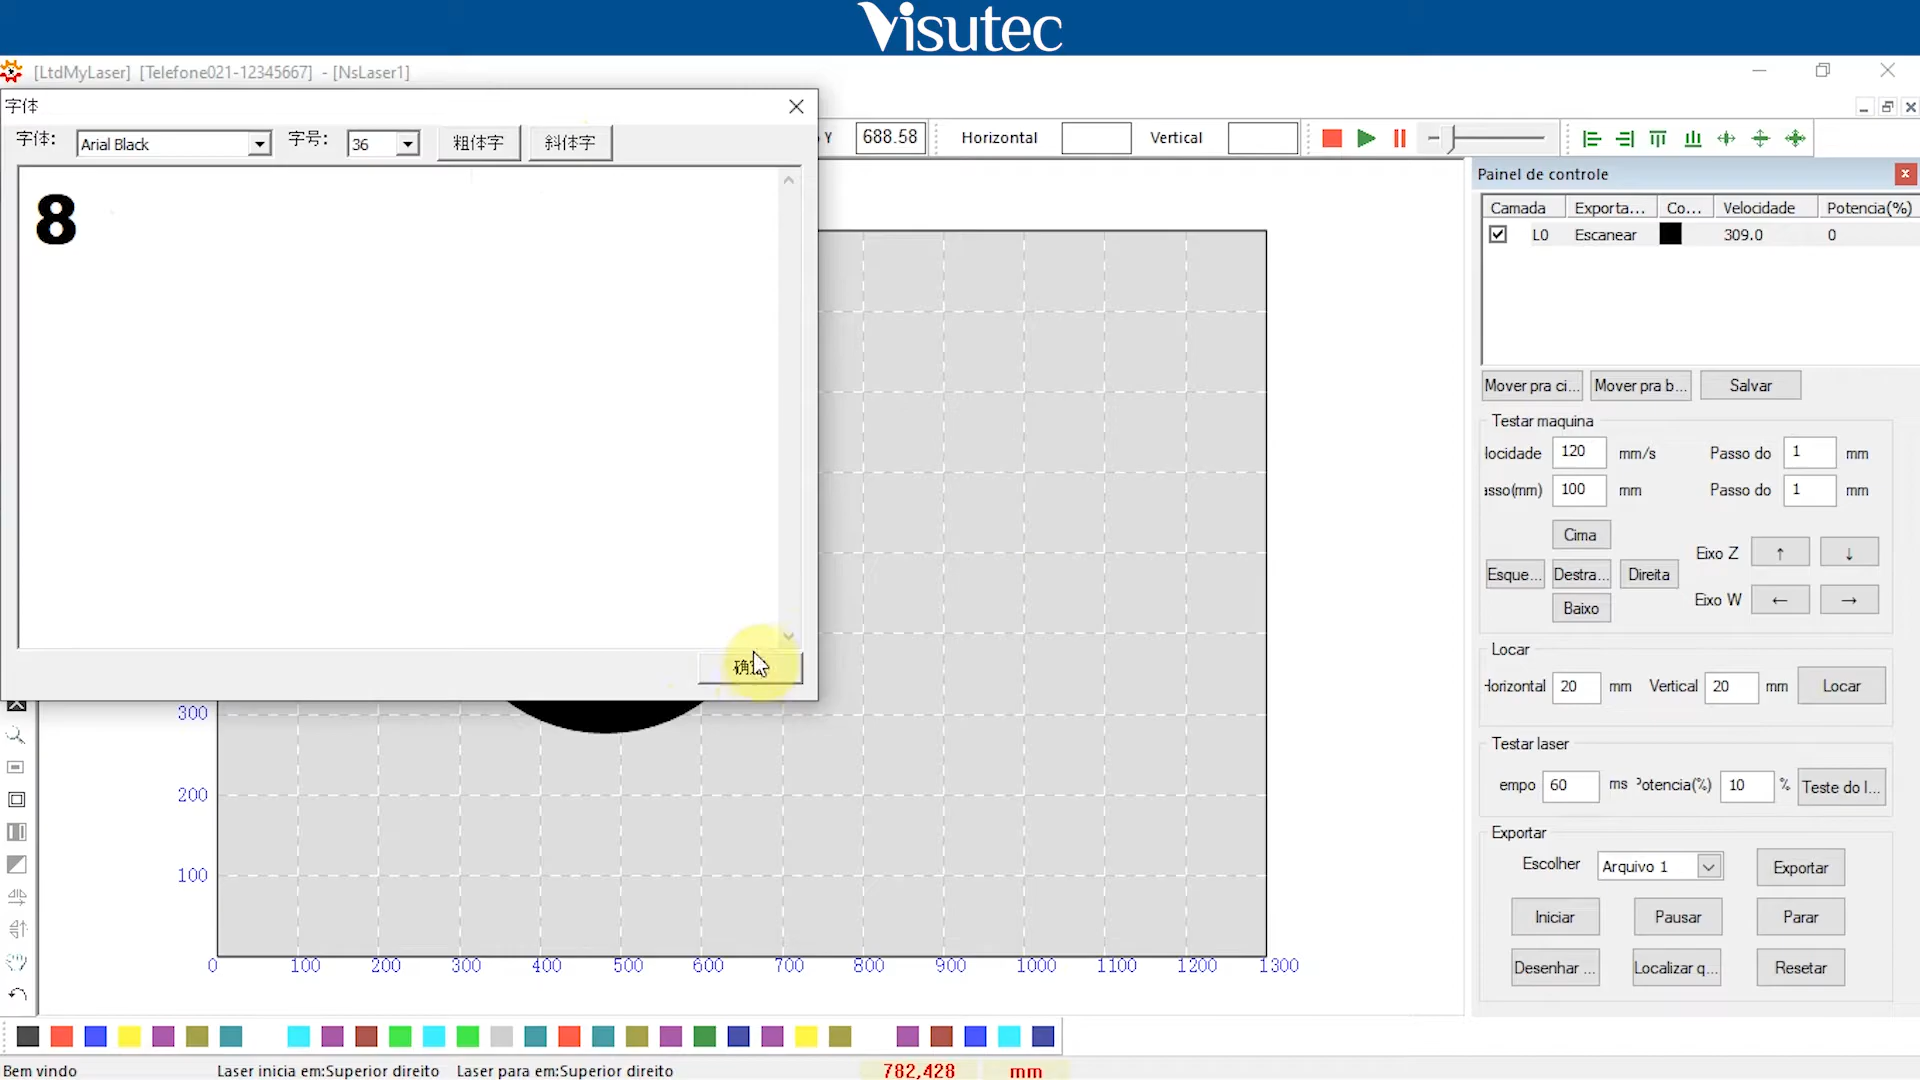 Visutec
[LtdMyLaser] [Telefone021-12345667] - [NsLaser1]
字体
字体: Arial Black 字号: 36 粗体字 斜体字
Y 688.58 Horizontal Vertical
8
Painel de controle
Camada Exporta... Co... Velocidade Potencia(%)
L0 Escanear 309.0 0
Mover pra ci... Mover pra b... Salvar
Testar maquina
locidade 120 mm/s Passo do 1 mm
asso(mm) 100 mm Passo do 1 mm
Cima
Eixo Z ↑ ↓
Esque... Destra... Direita
Eixo W ← →
Baixo
Locar
Horizontal 20 mm Vertical 20 mm Locar
Testar laser
empo 60 ms Potencia(%) 10 % Teste do l...
Exportar
Escolher Arquivo 1 Exportar
Iniciar Pausar Parar
Desenhar ... Localizar q... Resetar
300
200
100
0 100 200 300 400 500 600 700 800 900 1000 1100 1200 1300
Bem vindo Laser inicia em:Superior direito Laser para em:Superior direito 782,428 mm